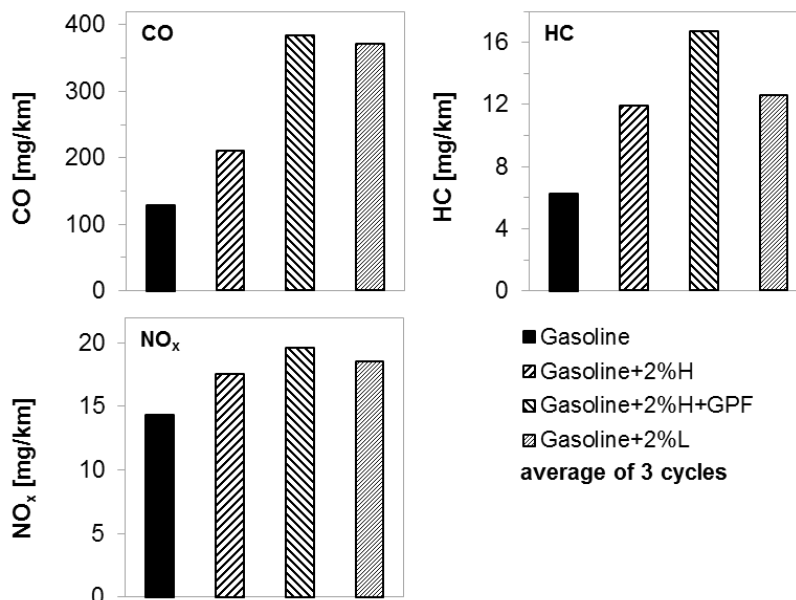 CO
CO [mg/km]
400
300
200
100
0
HC
HC [mg/km]
16
12
8
4
0
NOx
NOx [mg/km]
20
15
10
5
0
Gasoline
Gasoline+2%H
Gasoline+2%H+GPF
Gasoline+2%L
average of 3 cycles